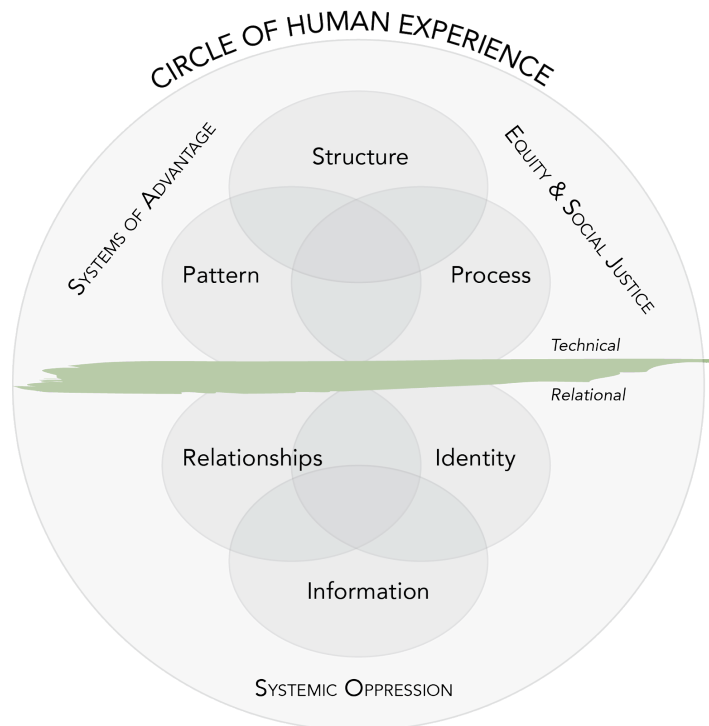 CIRCLE OF HUMAN EXPERIENCE
SYSTEMS OF ADVANTAGE
EQUITY & SOCIAL JUSTICE
Structure
Pattern
Process
Technical
Relational
Relationships
Identity
Information
SYSTEMIC OPPRESSION